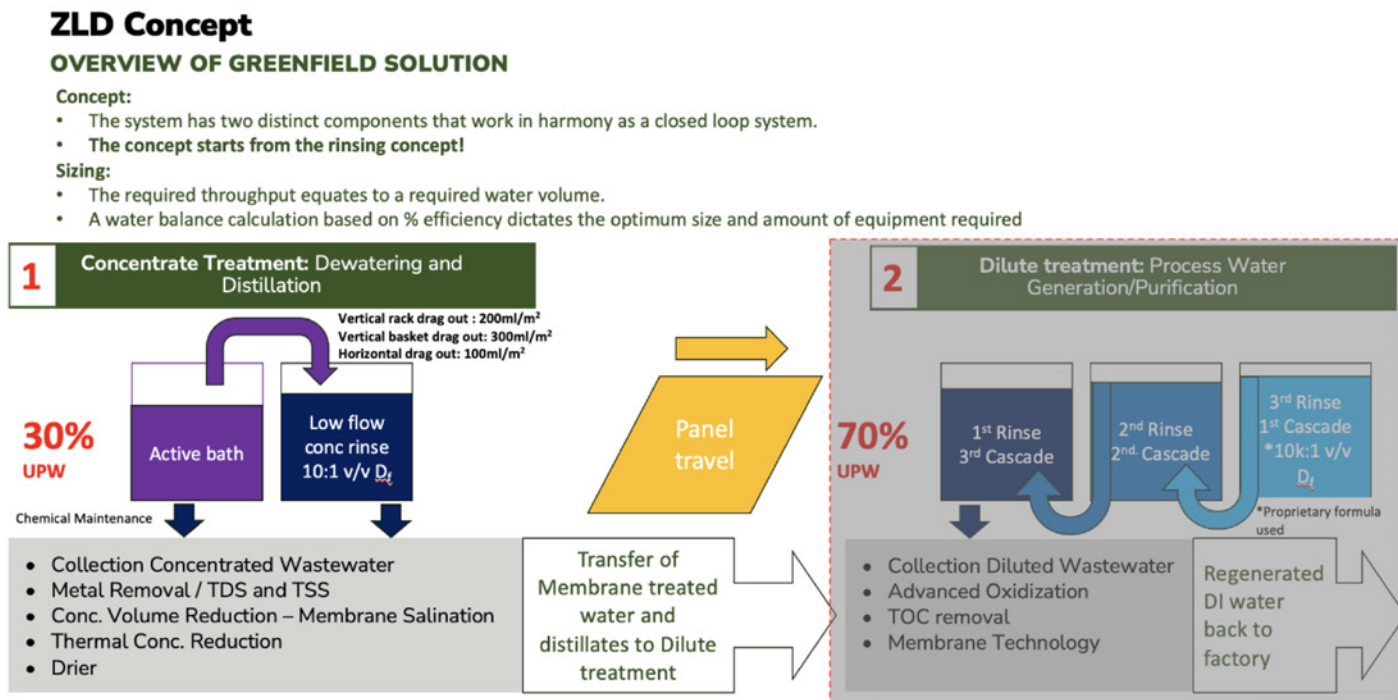 ZLD Concept
OVERVIEW OF GREENFIELD SOLUTION
Concept:
• The system has two distinct components that work in harmony as a closed loop system.
• The concept starts from the rinsing concept!
Sizing:
• The required throughput equates to a required water volume.
• A water balance calculation based on % efficiency dictates the optimum size and amount of equipment required
1
Concentrate Treatment: Dewatering and
Distillation
Vertical rack drag out : 200ml/m²
Vertical basket drag out: 300ml/m²
Horizontal drag out: 100ml/m²
30%
UPW
Active bath
Low flow
conc rinse
10:1 v/v Df
Chemical Maintenance
• Collection Concentrated Wastewater
• Metal Removal / TDS and TSS
• Conc. Volume Reduction – Membrane Salination
• Thermal Conc. Reduction
• Drier
Panel
travel
Transfer of
Membrane treated
water and
distillates to Dilute
treatment
2
Dilute treatment: Process Water
Generation/Purification
70%
UPW
1st Rinse
3rd Cascade
2nd Rinse
2nd. Cascade
3rd Rinse
1st Cascade
*10k:1 v/v
Df
*Proprietary formula
used
• Collection Diluted Wastewater
• Advanced Oxidization
• TOC removal
• Membrane Technology
Regenerated
DI water
back to
factory